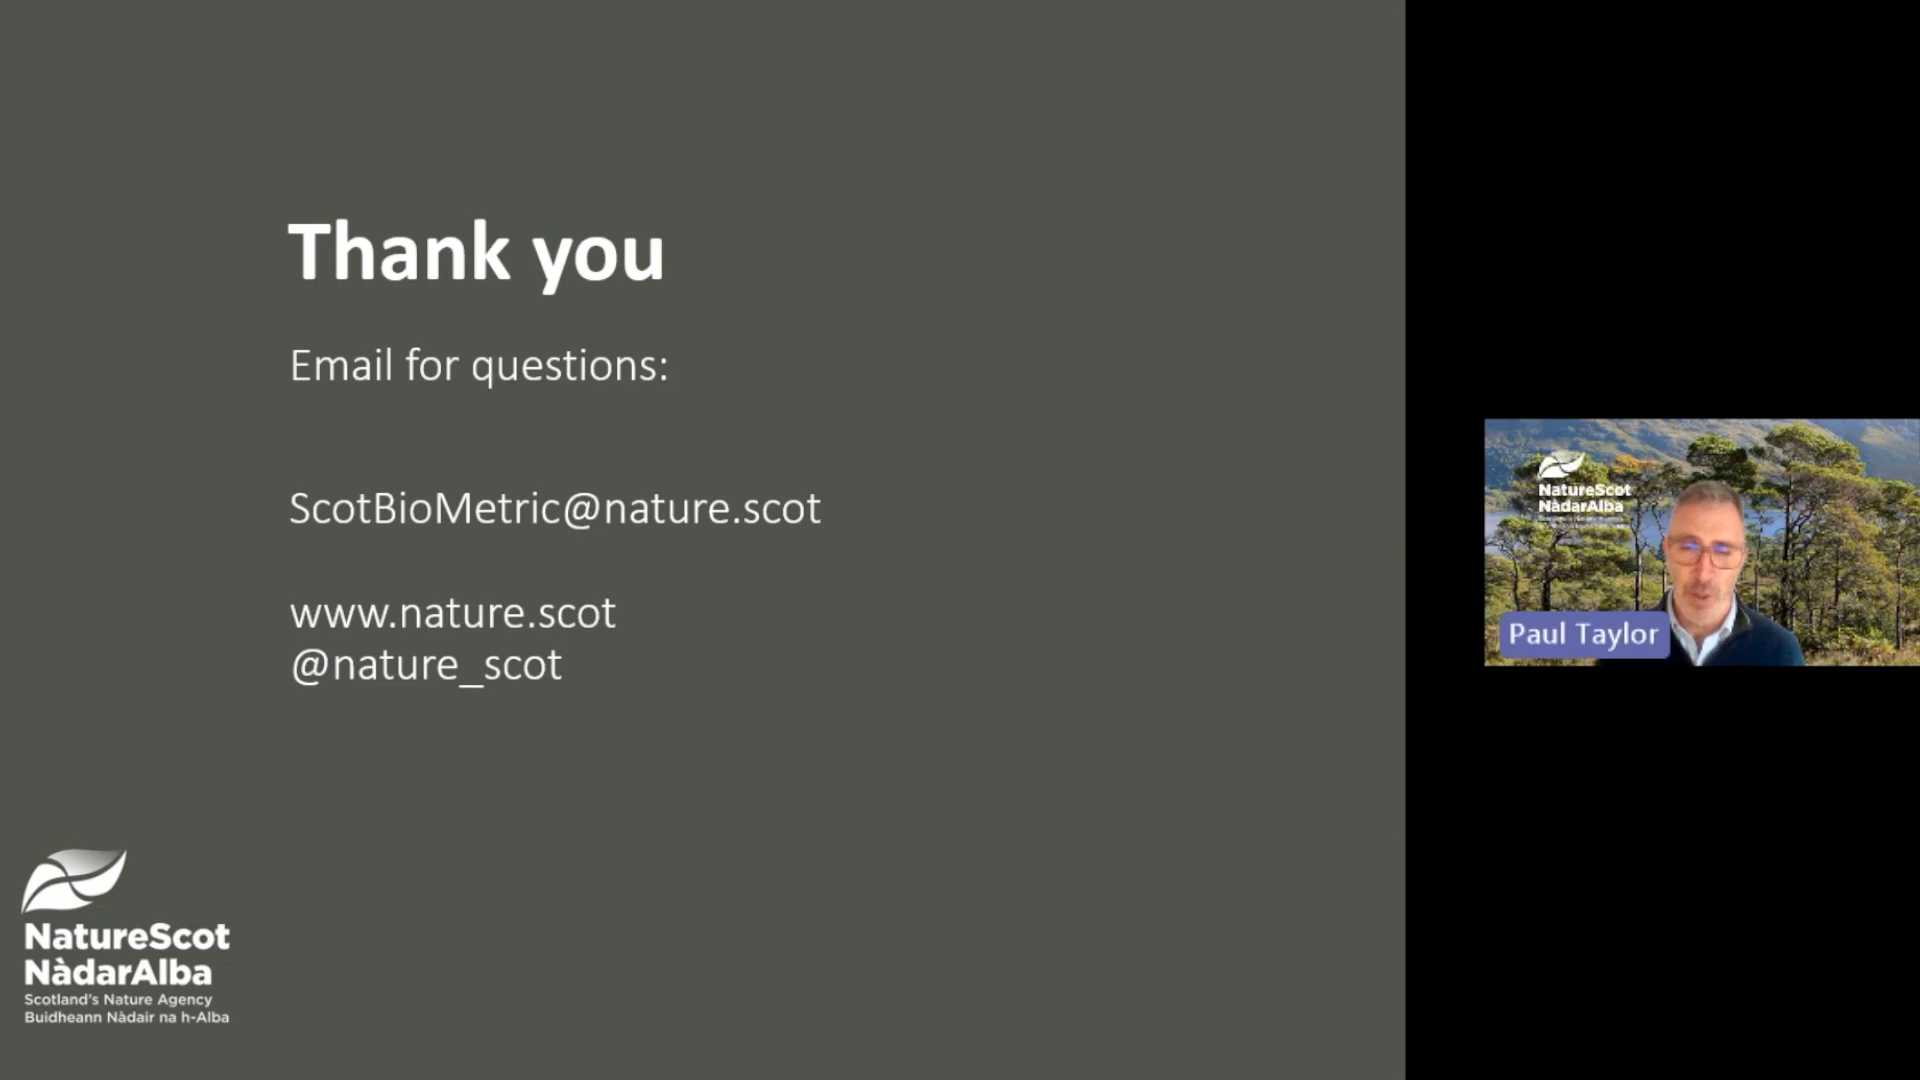 Thank you
Email for questions:
ScotBioMetric@nature.scot
www.nature.scot
@nature_scot
NatureScot
NàdarAlba
Scotland's Nature Agency
Buidheann Nàdair na h-Alba
NatureScot
NàdarAlba
Paul Taylor